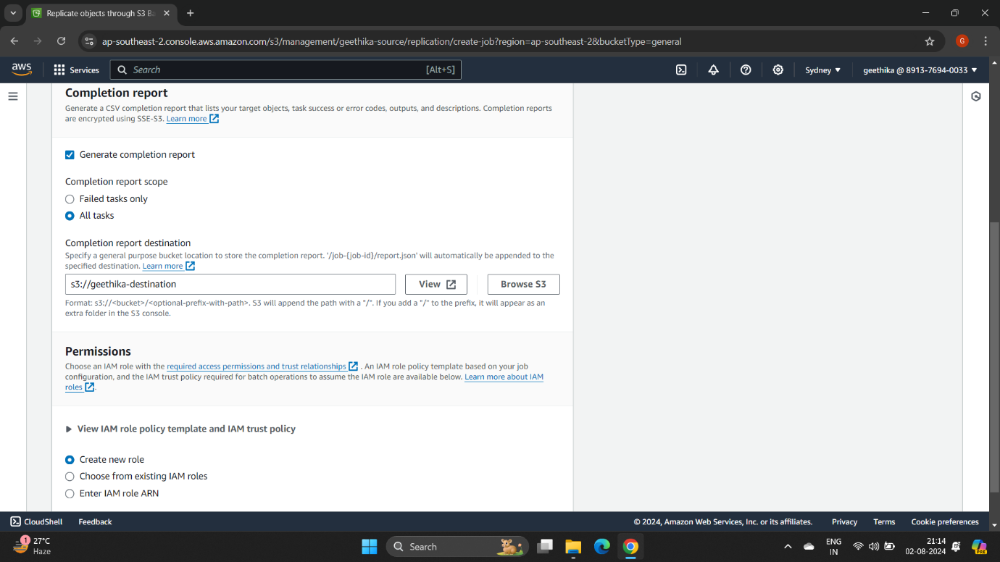 Replicate objects through S3 Ba
ap-southeast-2.console.aws.amazon.com/s3/management/geethika-source/replication/create-job?region=ap-southeast-2&bucketType=general
G
aws
Services
Search
[Alt+S]
Sydney
geethika @ 8913-7694-0033
Completion report
Generate a CSV completion report that lists your target objects, task success or error codes, outputs, and descriptions. Completion reports
are encrypted using SSE-S3. Learn more
Generate completion report
Completion report scope
Failed tasks only
All tasks
Completion report destination
Specify a general purpose bucket location to store the completion report. '/job-{job-id}/report.json' will automatically be appended to the
specified destination. Learn more
s3://geethika-destination
View
Browse S3
Format: s3://<bucket>/<optional-prefix-with-path>. S3 will append the path with a "/". If you add a "/" to the prefix, it will appear as an
extra folder in the S3 console.
Permissions
Choose an IAM role with the required access permissions and trust relationships . An IAM role policy template based on your job
configuration, and the IAM trust policy required for batch operations to assume the IAM role are available below. Learn more about IAM
roles .
View IAM role policy template and IAM trust policy
Create new role
Choose from existing IAM roles
Enter IAM role ARN
CloudShell
Feedback
© 2024, Amazon Web Services, Inc. or its affiliates.
Privacy
Terms
Cookie preferences
1
27°C
Haze
Search
ENG
IN
21:14
02-08-2024
PRE